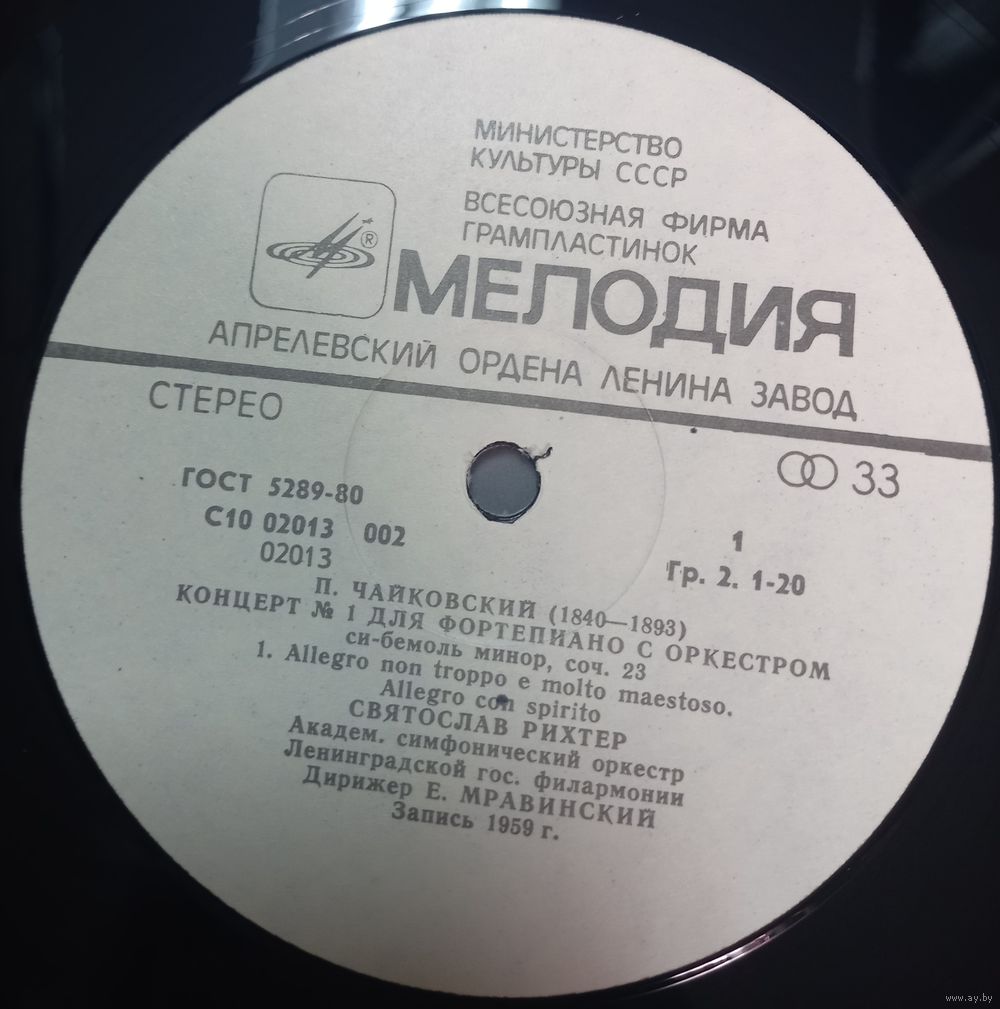 МИНИСТЕРСТВО
КУЛЬТУРЫ СССР
ВСЕСОЮЗНАЯ ФИРМА
ГРАМПЛАСТИНОК
®
МЕЛОДИЯ
АПРЕЛЕВСКИЙ ОРДЕНА ЛЕНИНА ЗАВОД
СТЕРЕО
33
ГОСТ 5289-80
С10 02013 002
02013
1
Гр. 2. 1-20
П. ЧАЙКОВСКИЙ (1840—1893)
КОНЦЕРТ № 1 ДЛЯ ФОРТЕПИАНО С ОРКЕСТРОМ
си-бемоль минор, соч. 23
1. Allegro non troppo e molto maestoso.
Allegro con spirito
СВЯТОСЛАВ РИХТЕР
Академ. симфонический оркестр
Ленинградской гос. филармонии
Дирижер Е. МРАВИНСКИЙ
Запись 1959 г.
www.ay.by